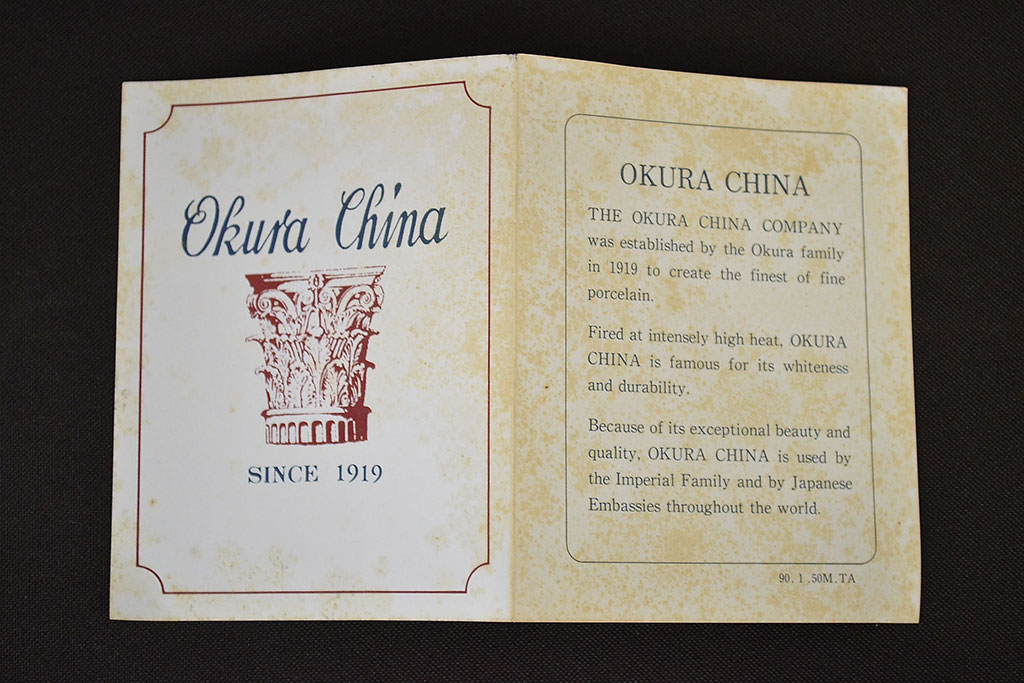 Okura China
SINCE 1919
OKURA CHINA
THE OKURA CHINA COMPANY
was established by the Okura family
in 1919 to create the finest of fine
porcelain.
Fired at intensely high heat, OKURA
CHINA is famous for its whiteness
and durability.
Because of its exceptional beauty and
quality, OKURA CHINA is used by
the Imperial Family and by Japanese
Embassies throughout the world.
90. 1 .50M. TA